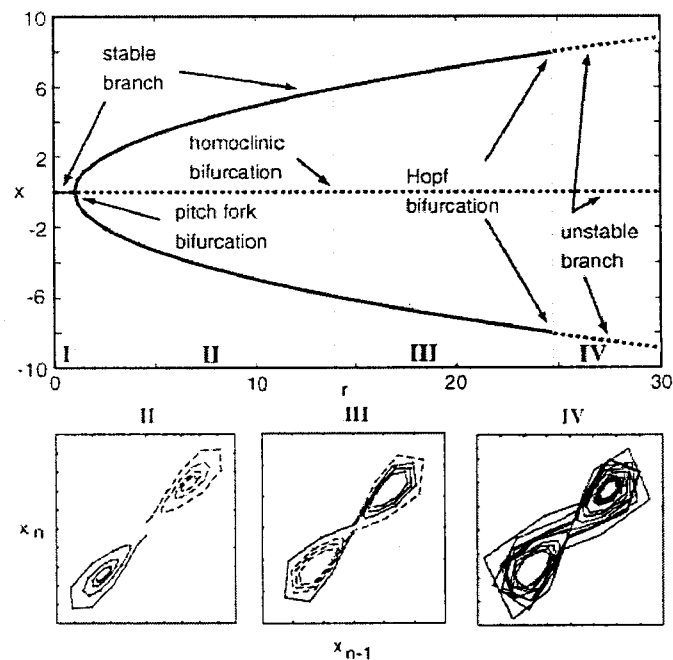 10
stable
branch
6
homoclinic
bifurcation
2
Hopf
bifurcation
x
0
pitch fork
bifurcation
-2
unstable
branch
-6
I
II
III
IV
-10
0
10
r
20
30
II
III
IV
x n
x n-1